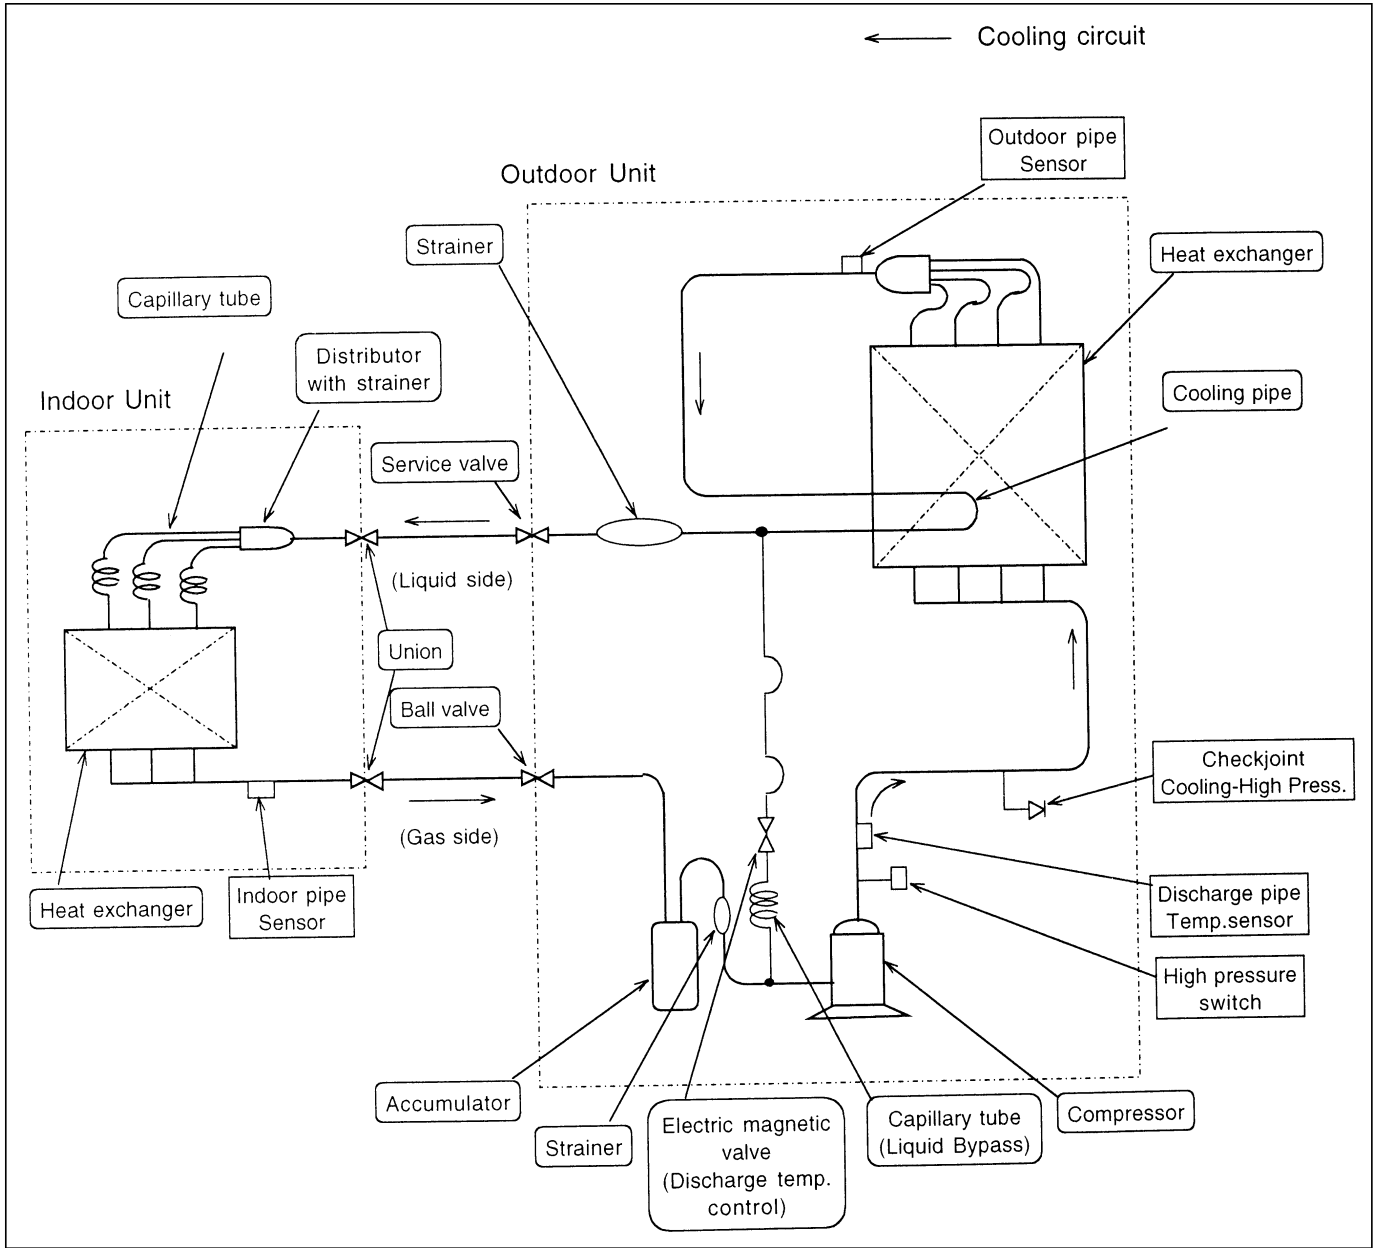 Cooling circuit
Outdoor pipe
Sensor
Outdoor Unit
Strainer
Heat exchanger
Capillary tube
Distributor
with strainer
Cooling pipe
Indoor Unit
Service valve
(Liquid side)
Union
Ball valve
Checkjoint
Cooling-High Press.
(Gas side)
Heat exchanger
Indoor pipe
Sensor
Discharge pipe
Temp.sensor
High pressure
switch
Accumulator
Strainer
Electric magnetic
valve
(Discharge temp.
control)
Capillary tube
(Liquid Bypass)
Compressor